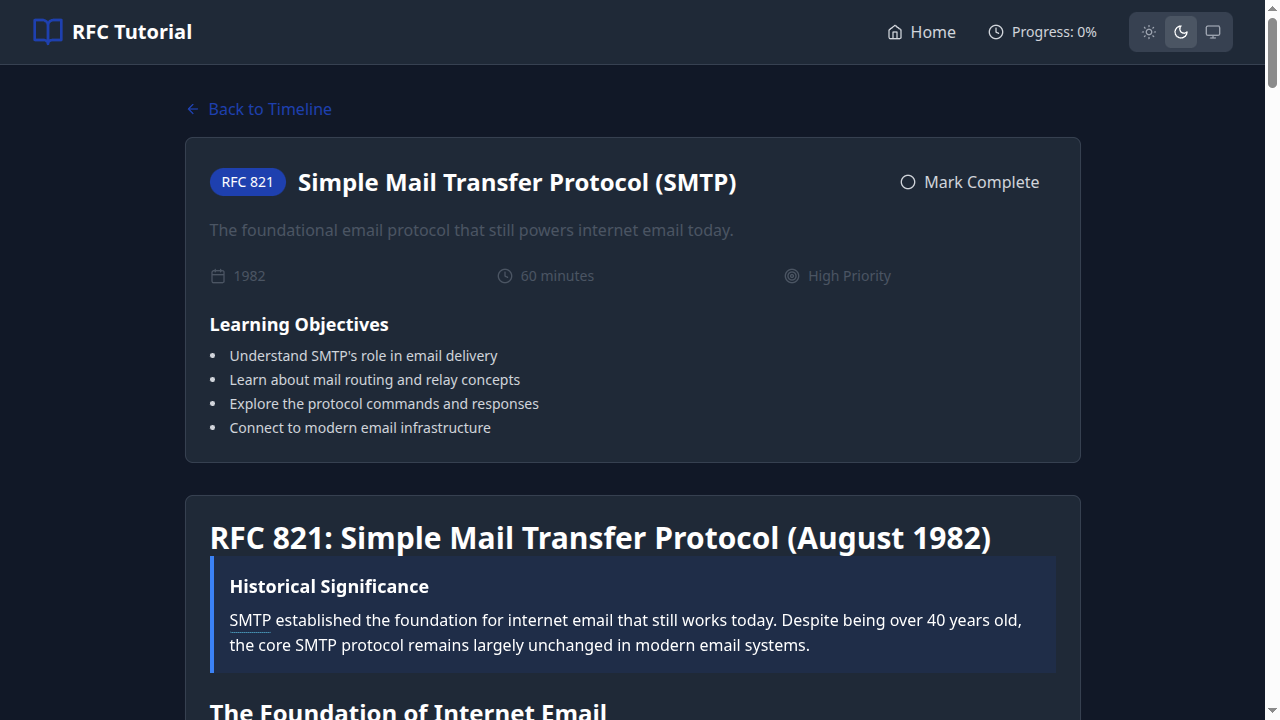 RFC Tutorial
Home
Progress: 0%
Back to Timeline
RFC 821
Simple Mail Transfer Protocol (SMTP)
Mark Complete
The foundational email protocol that still powers internet email today.
1982
60 minutes
High Priority
Learning Objectives
• Understand SMTP's role in email delivery
• Learn about mail routing and relay concepts
• Explore the protocol commands and responses
• Connect to modern email infrastructure
RFC 821: Simple Mail Transfer Protocol (August 1982)
Historical Significance
SMTP established the foundation for internet email that still works today. Despite being over 40 years old,
the core SMTP protocol remains largely unchanged in modern email systems.
The Foundation of Internet Email